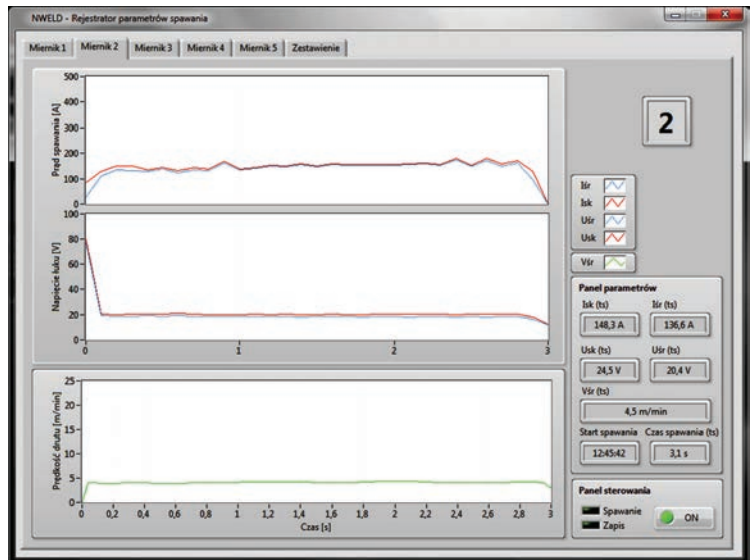 NWELD - Rejestrator parametrów spawania
Miernik 1 Miernik 2 Miernik 3 Miernik 4 Miernik 5 Zestawienie
Prąd spawania [A]
500
400
300
200
100
0
Napięcie łuku [V]
100
80
60
40
20
0
0 1 2 3
Prędkość drutu [m/min]
25
20
15
10
5
0
0 0,2 0,4 0,6 0,8 1 1,2 1,4 1,6 1,8 2 2,2 2,4 2,6 2,8 3
Czas [s]
2
Iśr
Isk
Uśr
Usk
Vśr
Panel parametrów
Isk (ts) Iśr (ts)
148,3 A 136,6 A
Usk (ts) Uśr (ts)
24,5 V 20,4 V
Vśr (ts)
4,5 m/min
Start spawania Czas spawania (ts)
12:45:42 3,1 s
Panel sterowania
Spawanie
Zapis
ON